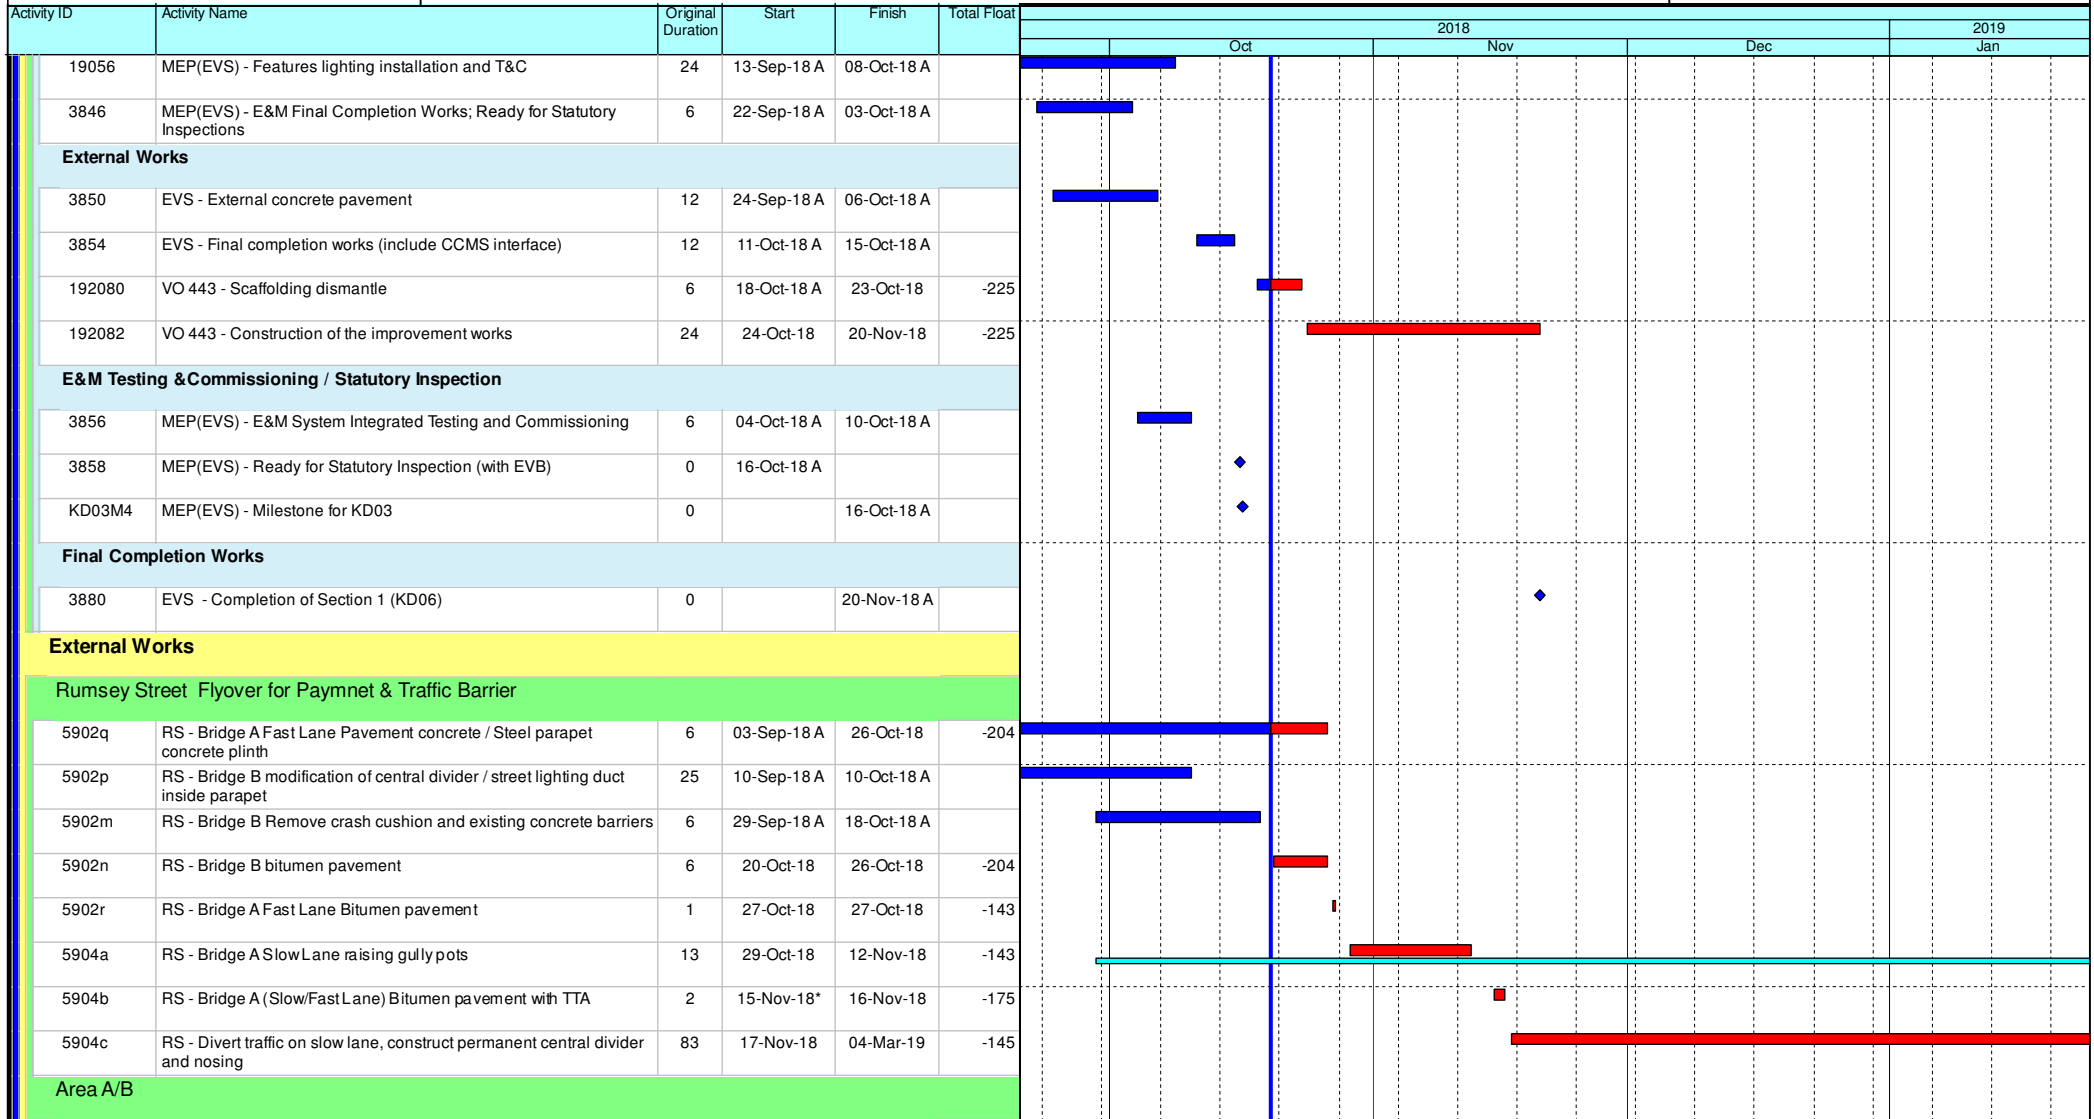 Activity ID Activity Name Original Duration Start Finish Total Float
2018 2019
Oct Nov Dec Jan
19056 MEP(EVS) - Features lighting installation and T&C 24 13-Sep-18 A 08-Oct-18 A
3846 MEP(EVS) - E&M Final Completion Works; Ready for Statutory Inspections 6 22-Sep-18 A 03-Oct-18 A
External Works
3850 EVS - External concrete pavement 12 24-Sep-18 A 06-Oct-18 A
3854 EVS - Final completion works (include CCMS interface) 12 11-Oct-18 A 15-Oct-18 A
192080 VO 443 - Scaffolding dismantle 6 18-Oct-18 A 23-Oct-18 -225
192082 VO 443 - Construction of the improvement works 24 24-Oct-18 20-Nov-18 -225
E&M Testing &Commissioning / Statutory Inspection
3856 MEP(EVS) - E&M System Integrated Testing and Commissioning 6 04-Oct-18 A 10-Oct-18 A
3858 MEP(EVS) - Ready for Statutory Inspection (with EVB) 0 16-Oct-18 A
KD03M4 MEP(EVS) - Milestone for KD03 0 16-Oct-18 A
Final Completion Works
3880 EVS - Completion of Section 1 (KD06) 0 20-Nov-18 A
External Works
Rumsey Street Flyover for Paymnet & Traffic Barrier
5902q RS - Bridge A Fast Lane Pavement concrete / Steel parapet concrete plinth 6 03-Sep-18 A 26-Oct-18 -204
5902p RS - Bridge B modification of central divider / street lighting duct inside parapet 25 10-Sep-18 A 10-Oct-18 A
5902m RS - Bridge B Remove crash cushion and existing concrete barriers 6 29-Sep-18 A 18-Oct-18 A
5902n RS - Bridge B bitumen pavement 6 20-Oct-18 26-Oct-18 -204
5902r RS - Bridge A Fast Lane Bitumen pavement 1 27-Oct-18 27-Oct-18 -143
5904a RS - Bridge A Slow Lane raising gully pots 13 29-Oct-18 12-Nov-18 -143
5904b RS - Bridge A (Slow/Fast Lane) Bitumen pavement with TTA 2 15-Nov-18* 16-Nov-18 -175
5904c RS - Divert traffic on slow lane, construct permanent central divider and nosing 83 17-Nov-18 04-Mar-19 -145
Area A/B